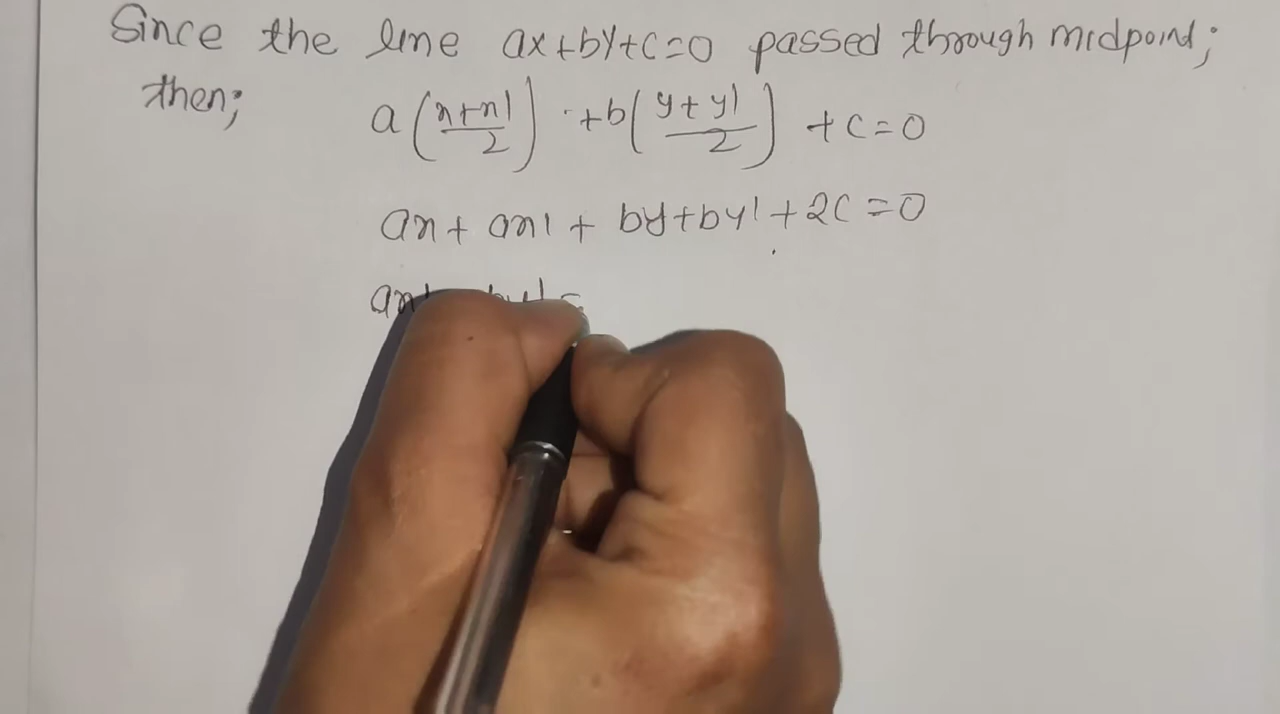 Since the line ax+by+c=0 passed through midpoint;
then; a(x+x'/2) +b(y+y'/2) +c=0
ax+ ax' + by+by' +2c =0
ax'